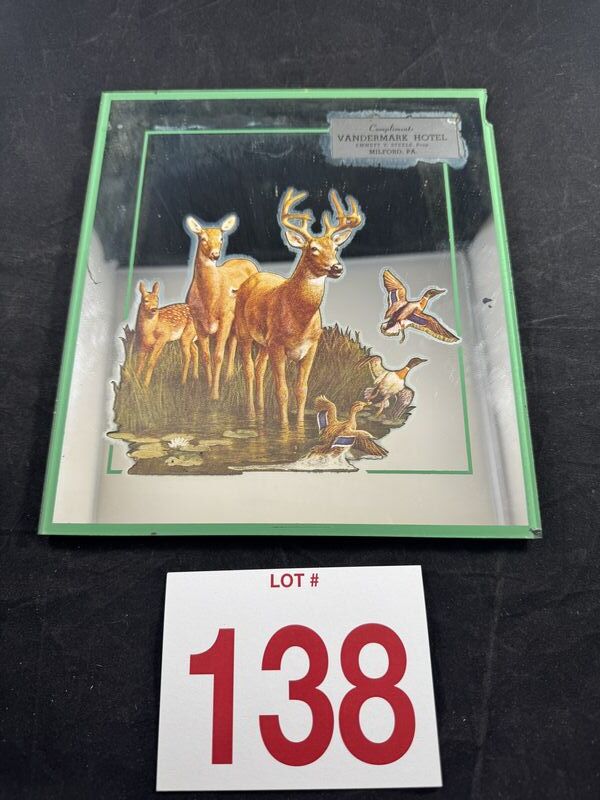 Compliments
VANDERMARK HOTEL
EMMETT F. STEELE, PROP.
MILFORD, PA.
LOT #
138